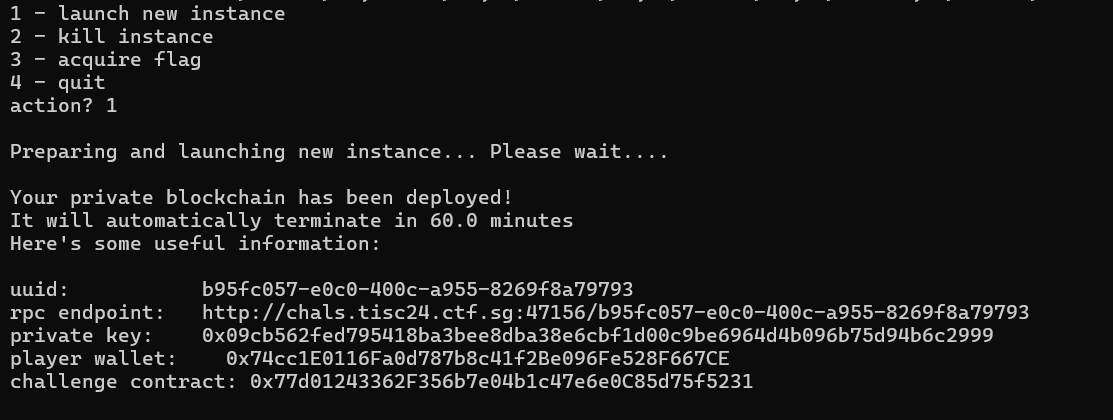 1 - launch new instance
2 - kill instance
3 - acquire flag
4 - quit
action? 1
Preparing and launching new instance... Please wait....
Your private blockchain has been deployed!
It will automatically terminate in 60.0 minutes
Here's some useful information:
uuid: b95fc057-e0c0-400c-a955-8269f8a79793
rpc endpoint: http://chals.tisc24.ctf.sg:47156/b95fc057-e0c0-400c-a955-8269f8a79793
private key: 0x09cb562fed795418ba3bee8dba38e6cbf1d00c9be6964d4b096b75d94b6c2999
player wallet: 0x74cc1E0116Fa0d787b8c41f2Be096Fe528F667CE
challenge contract: 0x77d01243362F356b7e04b1c47e6e0C85d75f5231